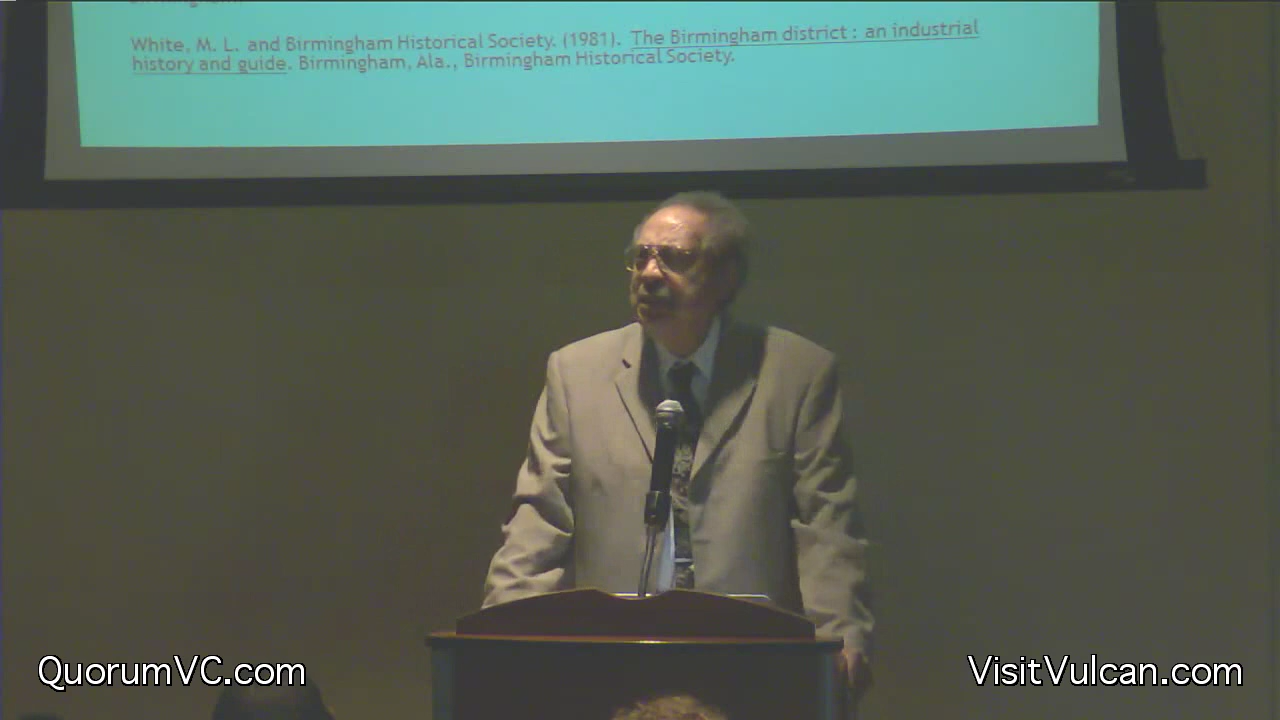 Birmingham.
White, M. L. and Birmingham Historical Society. (1981). The Birmingham district : an industrial
history and guide. Birmingham, Ala., Birmingham Historical Society.
QuorumVC.com
VisitVulcan.com